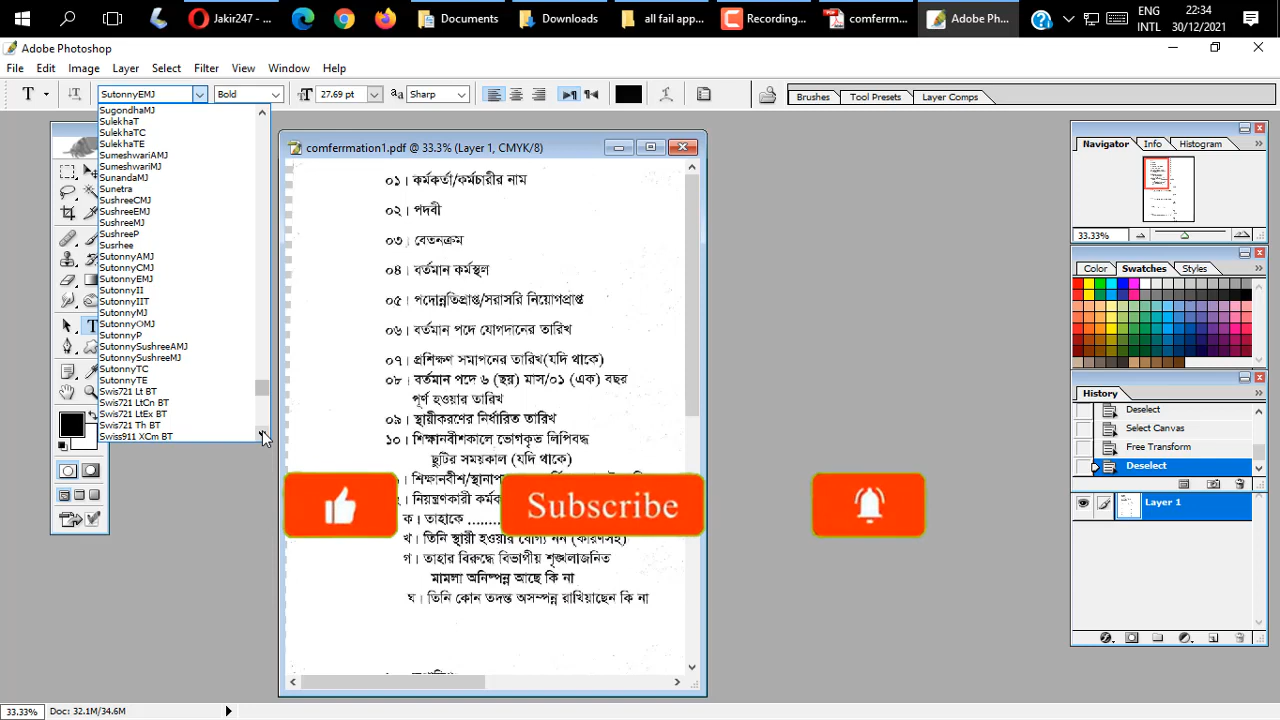 Jakir247 - ...
Documents
Downloads
all fail app...
Recording...
comferrm...
Adobe Ph...
ENG
INTL
22:34
30/12/2021
Adobe Photoshop
File Edit Image Layer Select Filter View Window Help
T SutonnyEMJ Bold 27.69 pt Sharp Brushes Tool Presets Layer Comps
SugondhaMJ
SulekhaT
SulekhaTC
SulekhaTE
SumeshwariAMJ
SumeshwariMJ
SunandaMJ
Sunetra
SushreeCMJ
SushreeEMJ
SushreeMJ
SushreeP
Susrhee
SutonnyAMJ
SutonnyCMJ
SutonnyEMJ
SutonnyII
SutonnyIIT
SutonnyMJ
SutonnyOMJ
SutonnyP
SutonnySushreeAMJ
SutonnySushreeMJ
SutonnyTC
SutonnyTE
Swis721 Lt BT
Swis721 LtCn BT
Swis721 LtEx BT
Swis721 Th BT
Swiss911 XCm BT
comferrmation1.pdf @ 33.3% (Layer 1, CMYK/8)
০১। কর্মকর্তা/কর্মচারীর নাম
০২। পদবী
০৩. বেতনক্রম
০৪। বর্তমান কর্মস্থল
০৫। পদোন্নতিপ্রাপ্ত/সরাসরি নিয়োগপ্রাপ্ত
০৬। বর্তমান পদে যোগদানের তারিখ
০৭। প্রশিক্ষণ সমাপনের তারিখ(যদি থাকে)
০৮। বর্তমান পদে ৬ (ছয়) মাস/০১ (এক) বছর
পূর্ণ হওয়ার তারিখ
০৯। স্থায়ীকরণের নির্ধারিত তারিখ
১০। শিক্ষানবীশকালে ভোগকৃত লিপিবদ্ধ
ছুটির সময়কাল (যদি থাকে)
। শিক্ষানবীশ/স্থানাপ
। নিয়ন্ত্রণকারী কর্মক
ক। তাহাকে ........
খ। তিনি স্থায়ী হওয়ার যোগ্য নন (কারণসহ)
গ। তাহার বিরুদ্ধে বিভাগীয় শৃঙ্খলাজনিত
মামলা অনিষ্পন্ন আছে কি না
ঘ। তিনি কোন তদন্ত অসম্পন্ন রাখিয়াছেন কি না
Subscribe
Navigator Info Histogram
33.33%
Color Swatches Styles
History
Deselect
Select Canvas
Free Transform
Deselect
Layer 1
33.33% Doc: 32.1M/34.6M